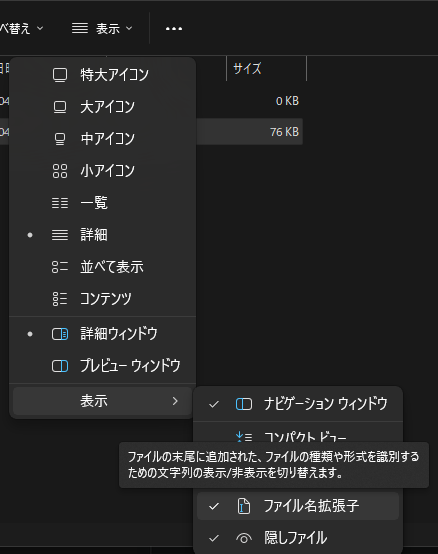 べ替え
表示
サイズ
0 KB
76 KB
特大アイコン
大アイコン
中アイコン
小アイコン
一覧
詳細
並べて表示
コンテンツ
詳細ウィンドウ
プレビュー ウィンドウ
表示
ナビゲーション ウィンドウ
コンパクト ビュー
ファイルの末尾に追加された、ファイルの種類や形式を識別する
ための文字列の表示/非表示を切り替えます。
ファイル名拡張子
隠しファイル